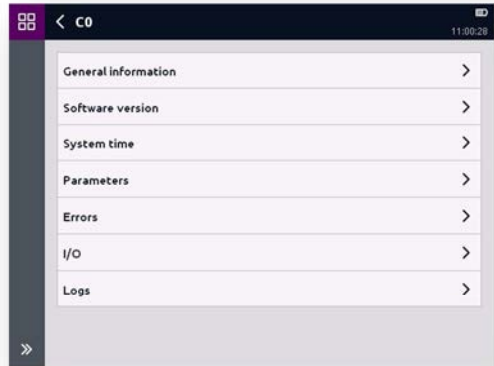 C0
11:00:28
General information
Software version
System time
Parameters
Errors
I/O
Logs